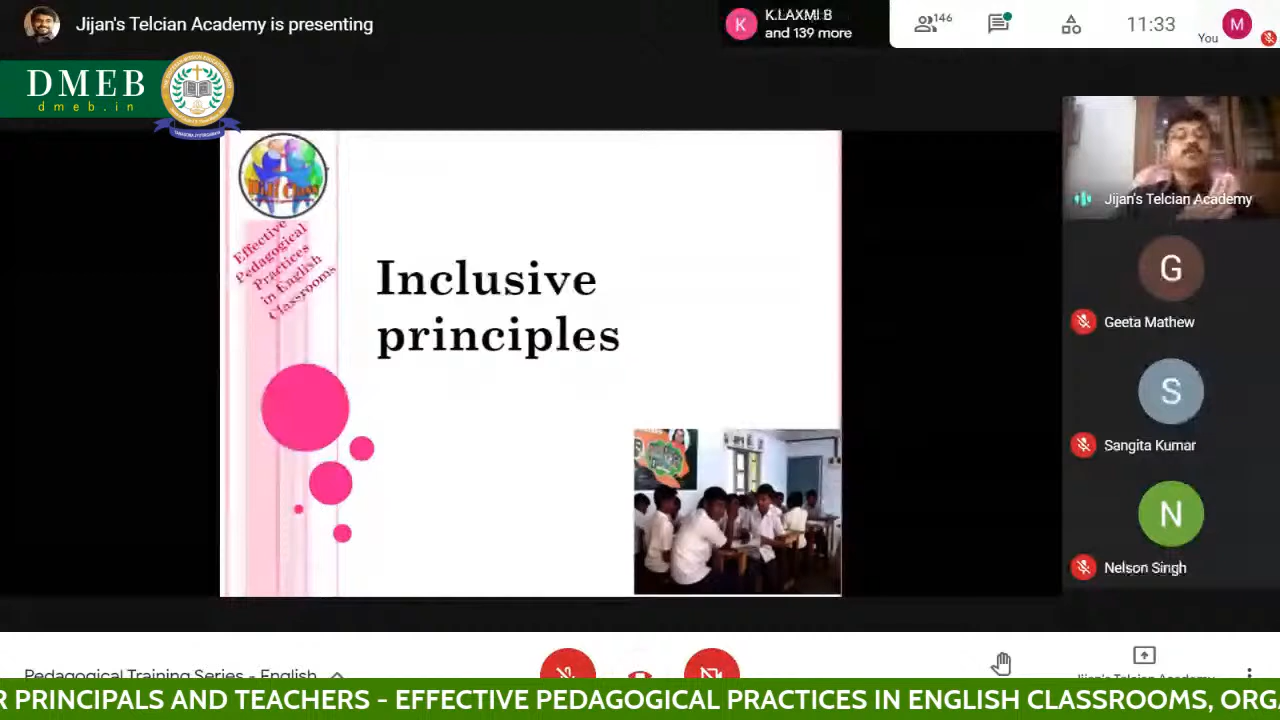 Jijan's Telcian Academy is presenting
K.LAXMI B
and 139 more
K
146
11:33
You
M
DMEB
dmeb.in
Effective
Pedagogical
Practices
in English
Classrooms
Inclusive
principles
Jijan's Telcian Academy
G
Geeta Mathew
S
Sangita Kumar
N
Nelson Singh
Pedagogical Training Series - English
R PRINCIPALS AND TEACHERS - EFFECTIVE PEDAGOGICAL PRACTICES IN ENGLISH CLASSROOMS, ORGA